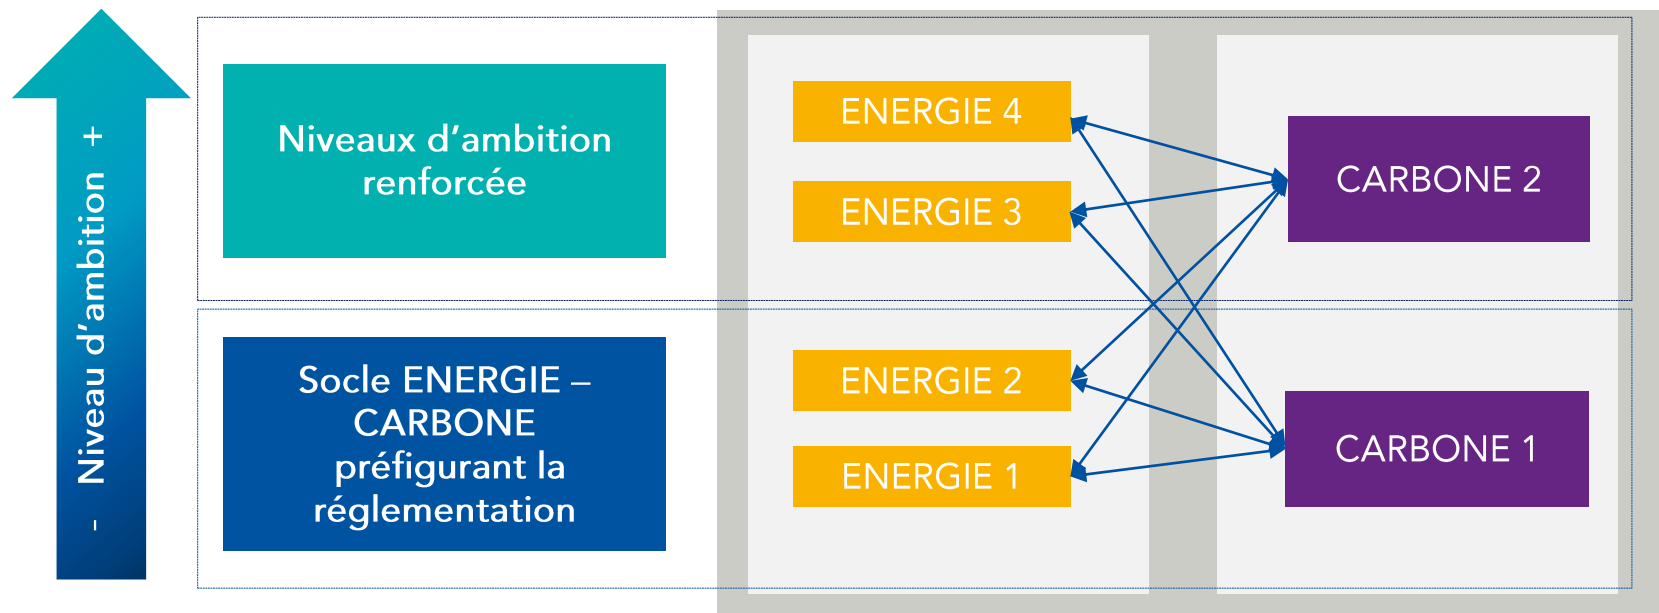 - Niveau d’ambition +
Niveaux d’ambition
renforcée
ENERGIE 4
ENERGIE 3
CARBONE 2
Socle ENERGIE –
CARBONE
préfigurant la
réglementation
ENERGIE 2
ENERGIE 1
CARBONE 1